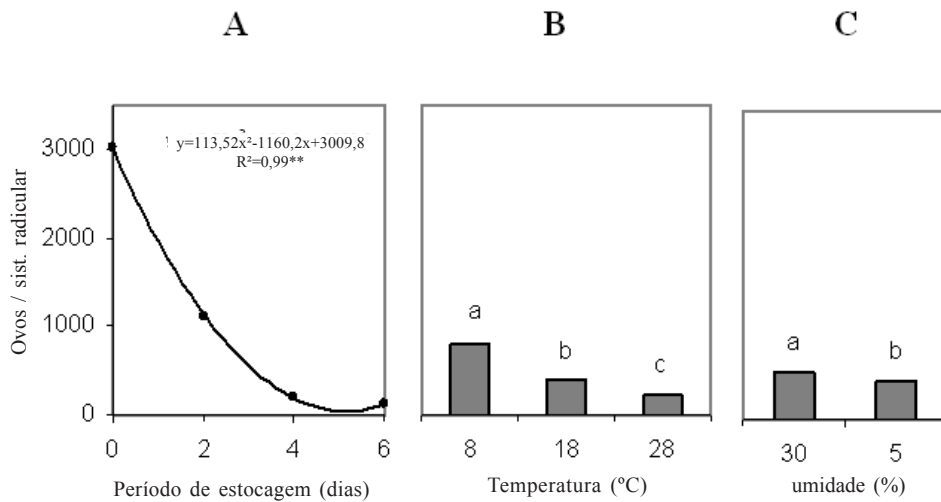 A
B
C
y=113,52x²-1160,2x+3009,8
R²=0,99**
Ovos / sist. radicular
3000
2000
1000
0
0 2 4 6
Período de estocagem (dias)
a
b
c
8 18 28
Temperatura (ºC)
a
b
30 5
umidade (%)